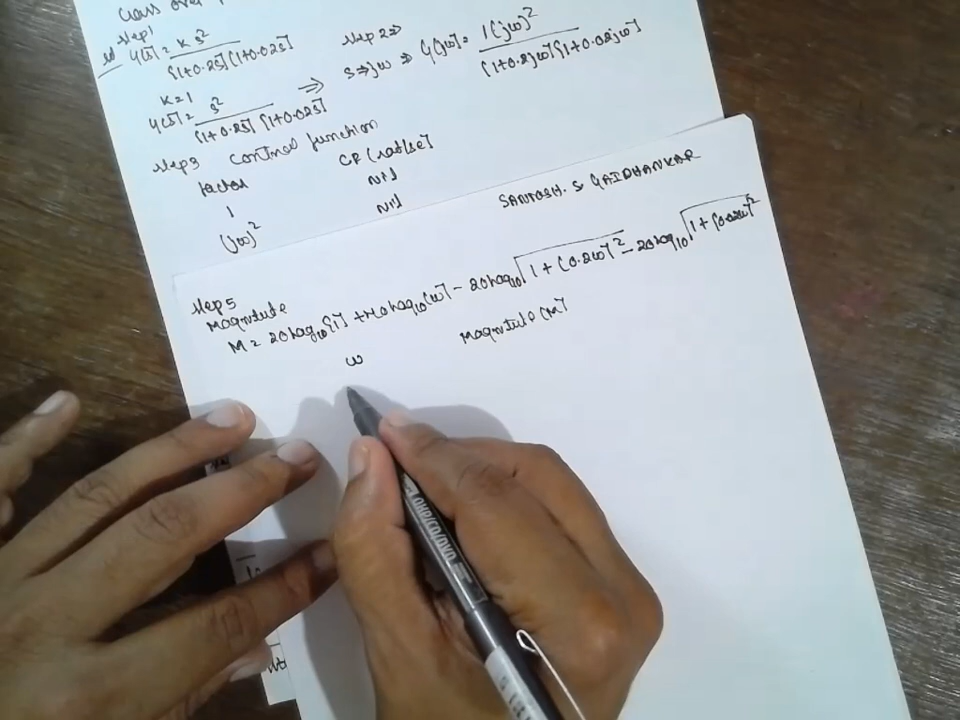 Step1
G(s) = K s²
(1+0.2s)(1+0.02s)
K=1
G(s) = s²
(1+0.2s)(1+0.02s)
⇒
Step 2 ⇒
s→jω ⇒ G(jω) = 1(jω)²
(1+0.2jω)(1+0.02jω)
Step3
function
factor CF (rad/sec)
1 Nil
(jω)² Nil
SANTOSH. S GAIDHANKAR
Step5
Magnitude
M = 20log₁₀(1) + 40log₁₀(ω) - 20log₁₀√1+(0.2ω)² - 20log₁₀√1+(0.02ω)²
ω Magnitude (M)
OHP/CD/DVD